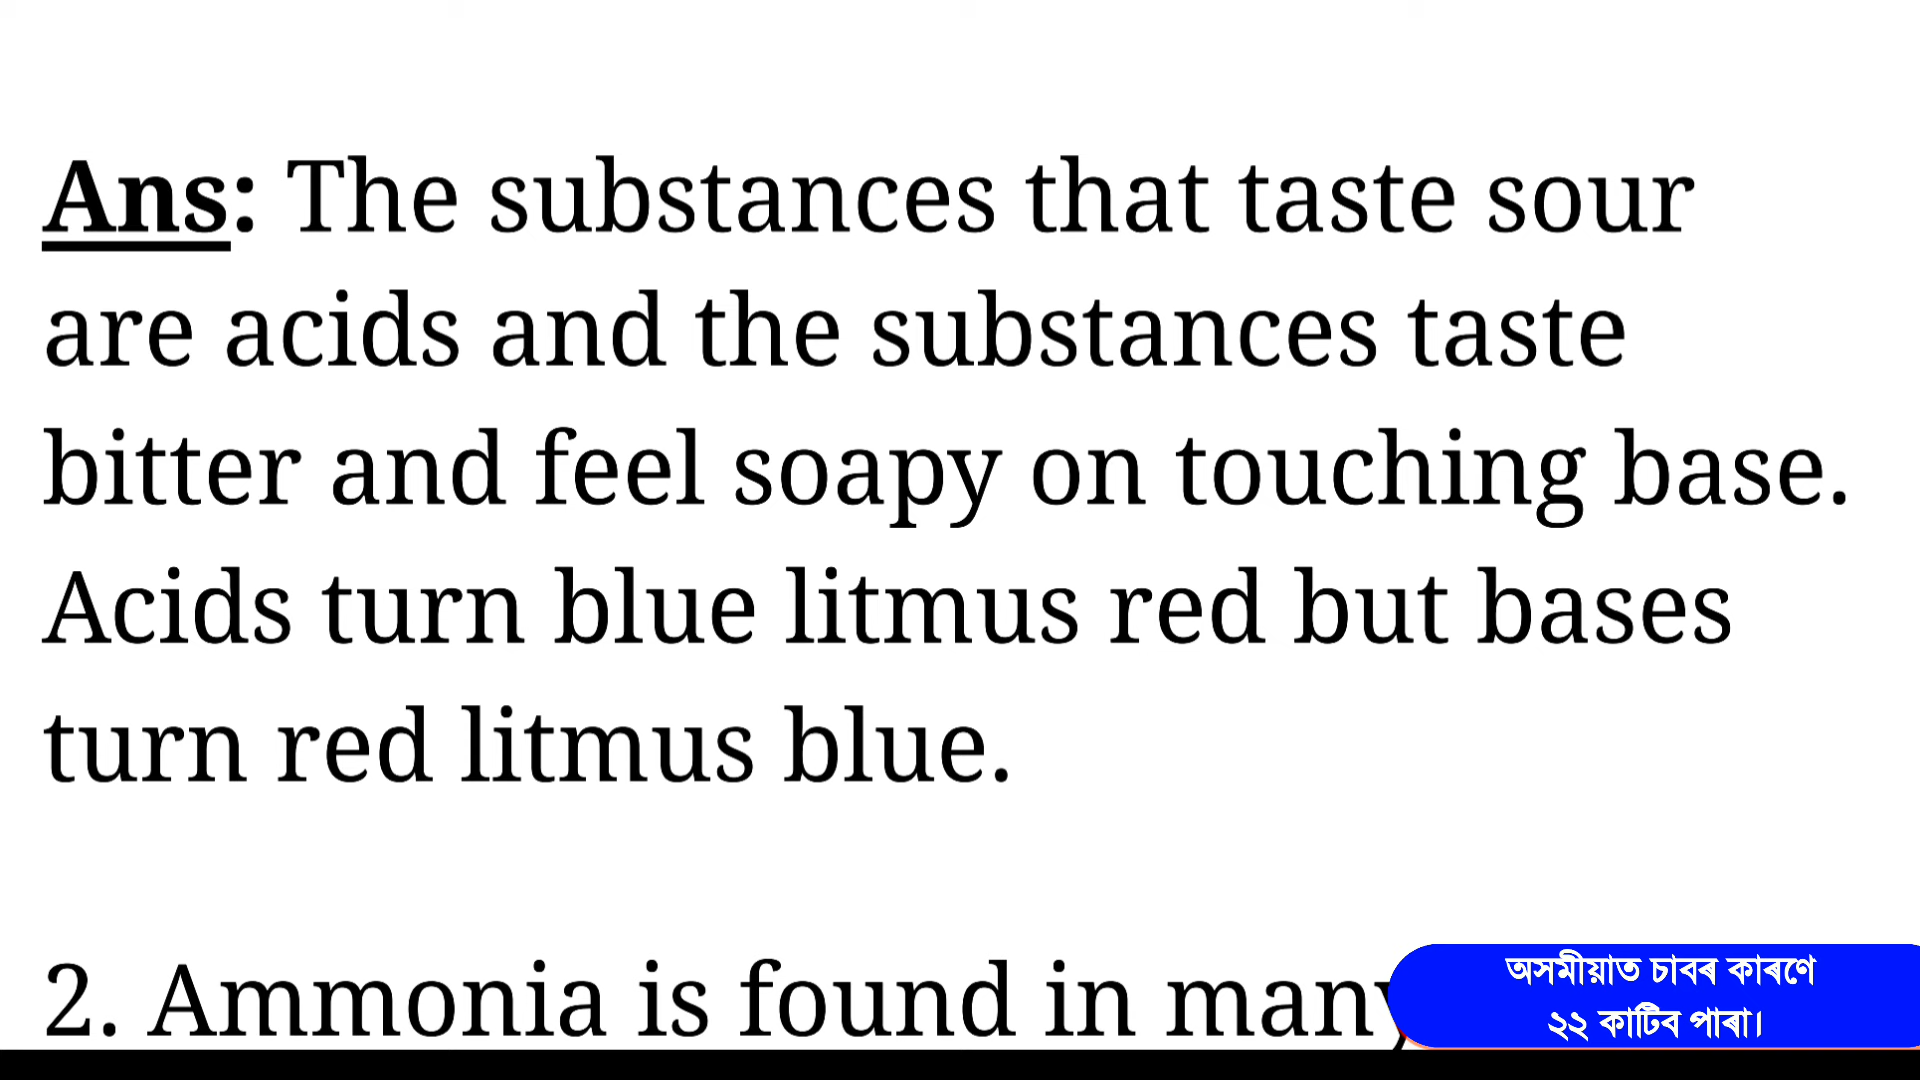 Ans: The substances that taste sour
are acids and the substances taste
bitter and feel soapy on touching base.
Acids turn blue litmus red but bases
turn red litmus blue.
2. Ammonia is found in many
অসমীয়াত চাবৰ কাৰণে
২২ কাটিব পাৰা।